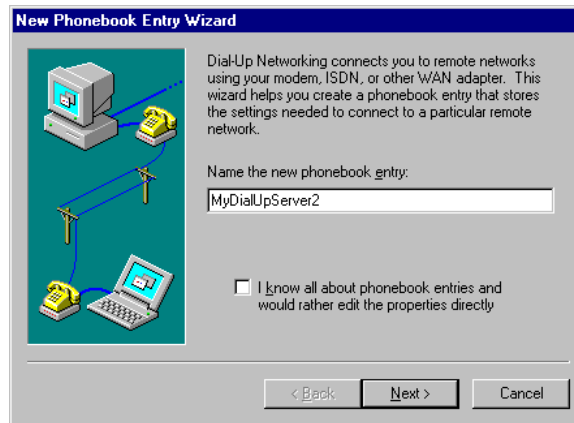 New Phonebook Entry Wizard
Dial-Up Networking connects you to remote networks
using your modem, ISDN, or other WAN adapter. This
wizard helps you create a phonebook entry that stores
the settings needed to connect to a particular remote
network.
Name the new phonebook entry:
MyDialUpServer2
I know all about phonebook entries and
would rather edit the properties directly
< Back
Next >
Cancel